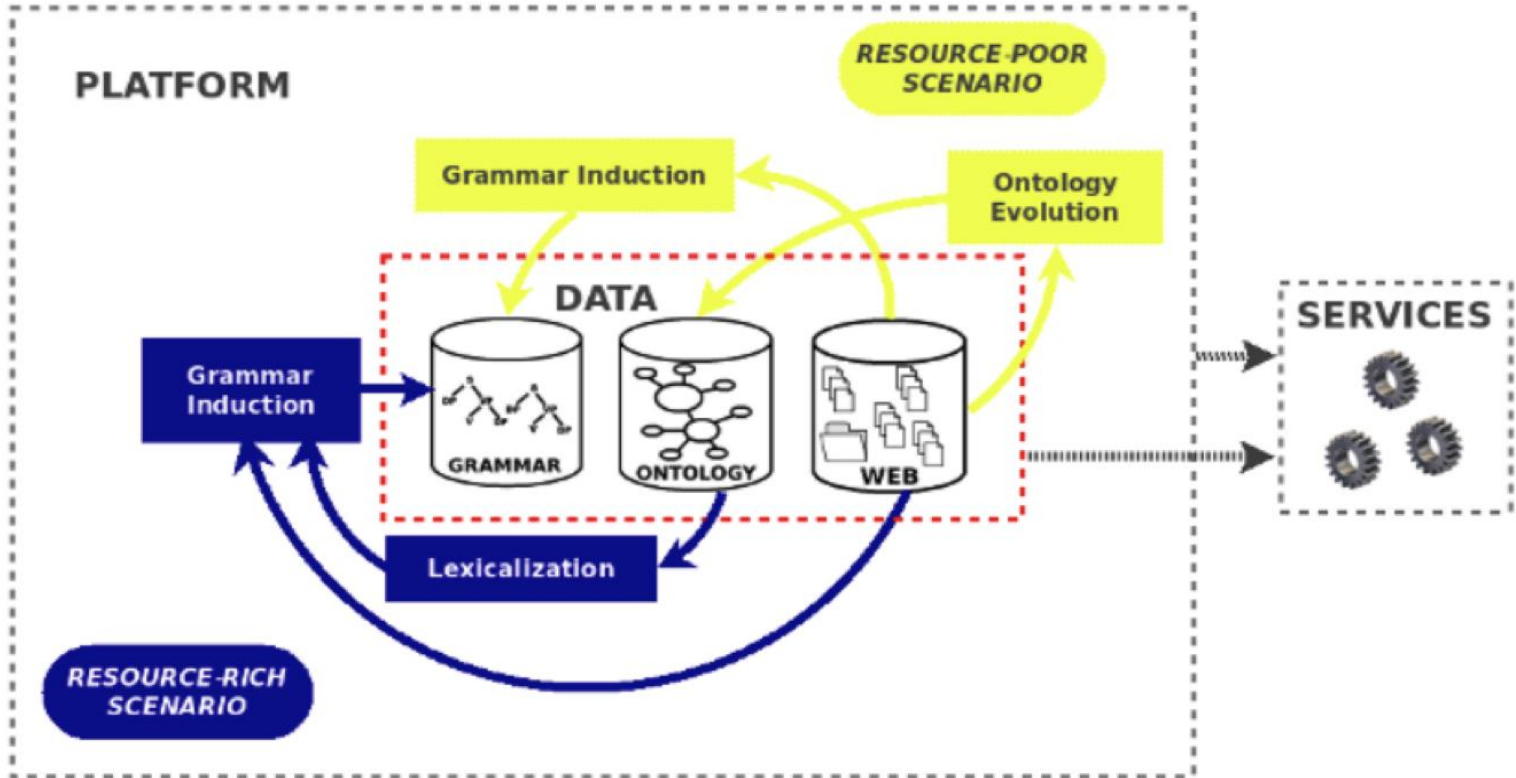 PLATFORM
RESOURCE-POOR
SCENARIO
Grammar Induction
Ontology
Evolution
DATA
SERVICES
Grammar
Induction
GRAMMAR
ONTOLOGY
WEB
Lexicalization
RESOURCE-RICH
SCENARIO